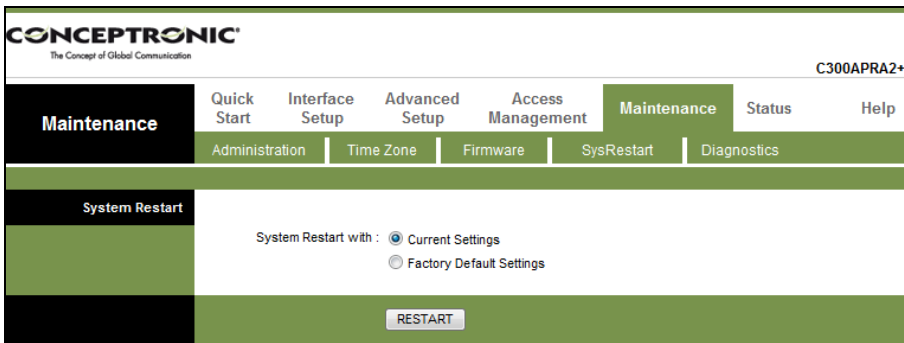 CONCEPTRONIC®
The Concept of Global Communication
C300APRA2+
Maintenance
Quick Start
Interface Setup
Advanced Setup
Access Management
Maintenance
Status
Help
Administration
Time Zone
Firmware
SysRestart
Diagnostics
System Restart
System Restart with : Current Settings
Factory Default Settings
RESTART